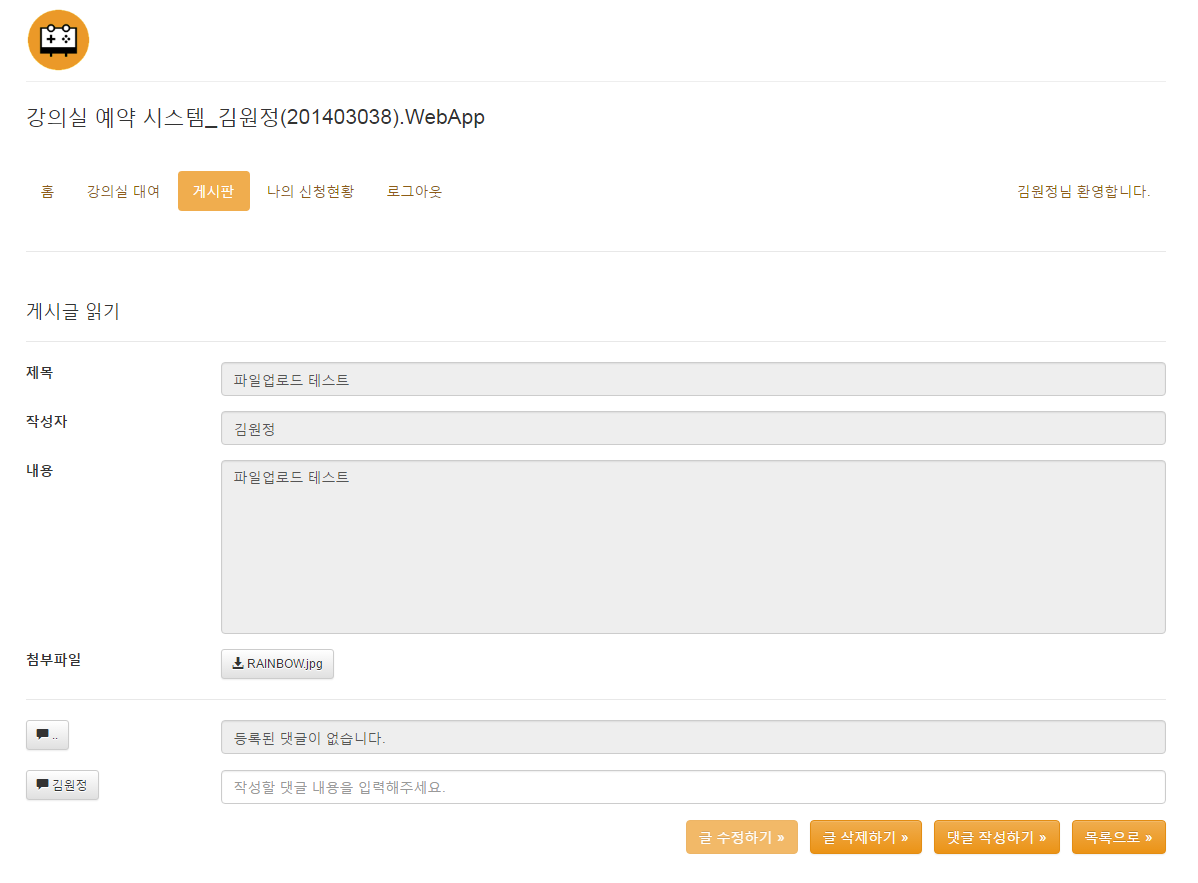 강의실 예약 시스템_김원정(201403038).WebApp
홈 강의실 대여 게시판 나의 신청현황 로그아웃 김원정님 환영합니다.
게시글 읽기
제목 파일업로드 테스트
작성자 김원정
내용 파일업로드 테스트
첨부파일 RAINBOW.jpg
.. 등록된 댓글이 없습니다.
김원정 작성할 댓글 내용을 입력해주세요.
글 수정하기 » 글 삭제하기 » 댓글 작성하기 » 목록으로 »